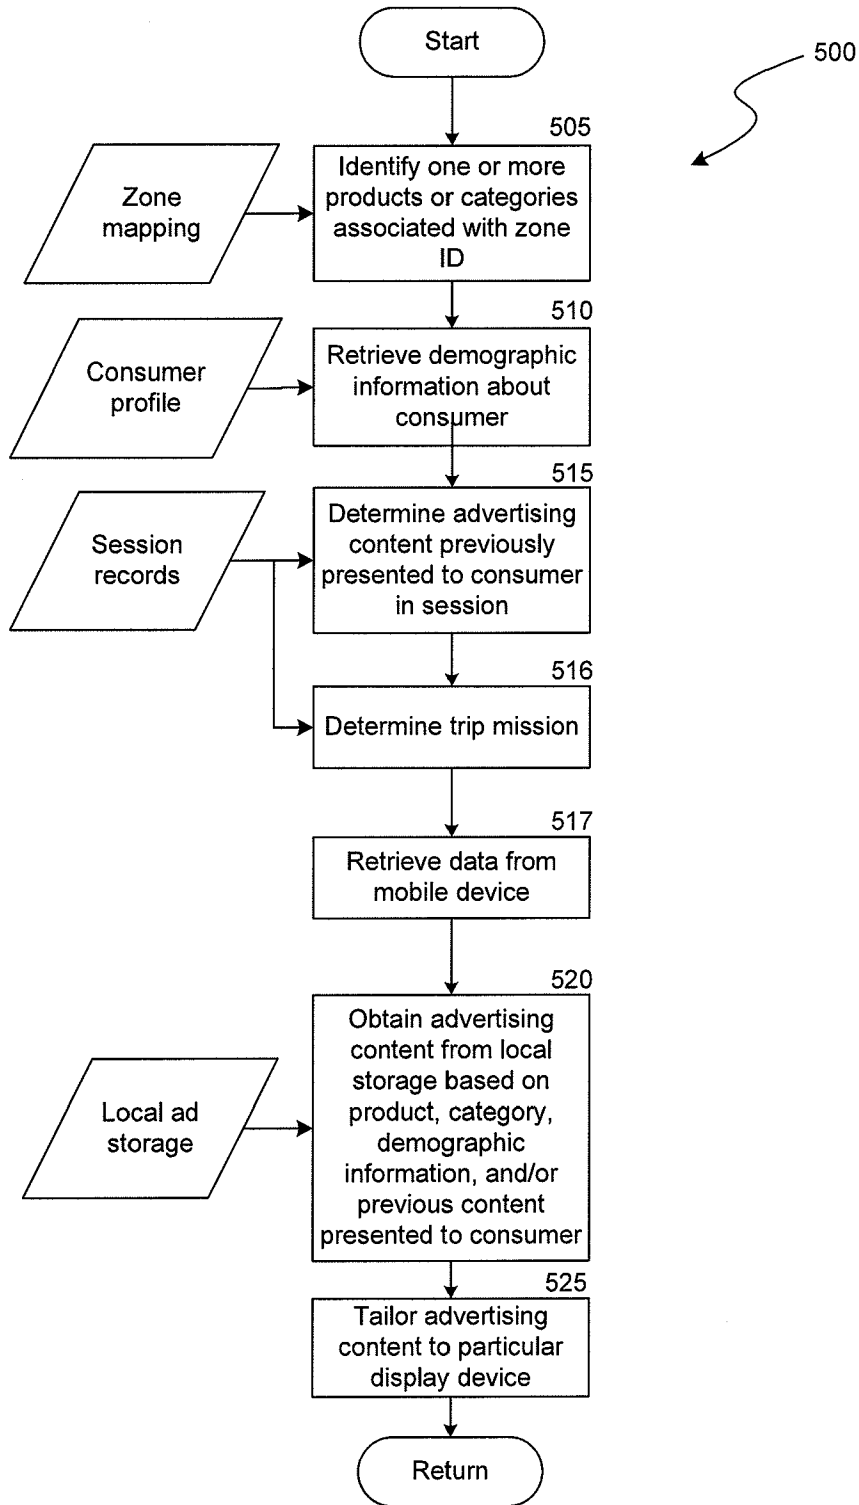 Start
500
505
Zone
mapping
Identify one or more
products or categories
associated with zone
ID
510
Consumer
profile
Retrieve demographic
information about
consumer
515
Session
records
Determine advertising
content previously
presented to consumer
in session
516
Determine trip mission
517
Retrieve data from
mobile device
520
Local ad
storage
Obtain advertising
content from local
storage based on
product, category,
demographic
information, and/or
previous content
presented to consumer
525
Tailor advertising
content to particular
display device
Return